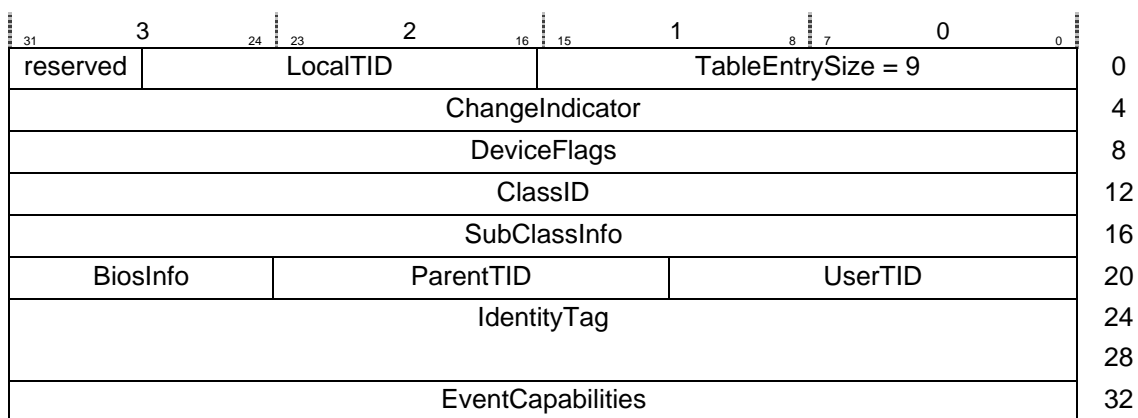 3 2 1 0
31 24 23 16 15 8 7 0
reserved LocalTID TableEntrySize = 9 0
ChangeIndicator 4
DeviceFlags 8
ClassID 12
SubClassInfo 16
BiosInfo ParentTID UserTID 20
IdentityTag 24
28
EventCapabilities 32